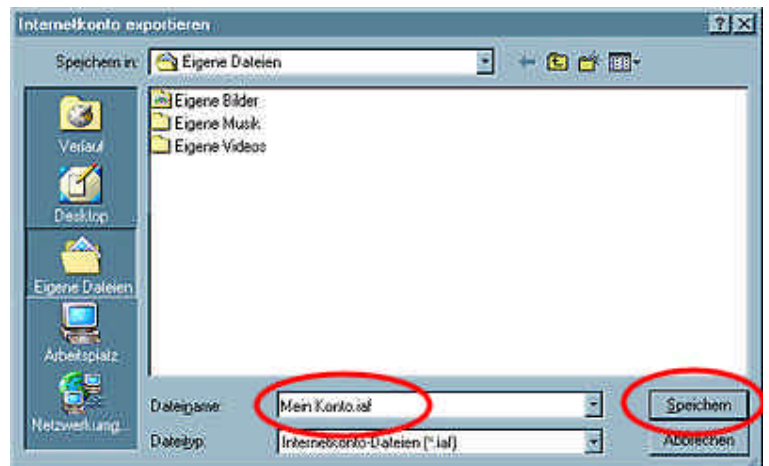 Internetkonto exportieren
Speichern in: Eigene Dateien
Eigene Bilder
Eigene Musik
Eigene Videos
Verlauf
Desktop
Eigene Dateien
Arbeitsplatz
Netzwerkumg...
Dateiname: Mein Konto.iaf Speichern
Dateityp: Internetkonto-Dateien (*.iaf) Abbrechen